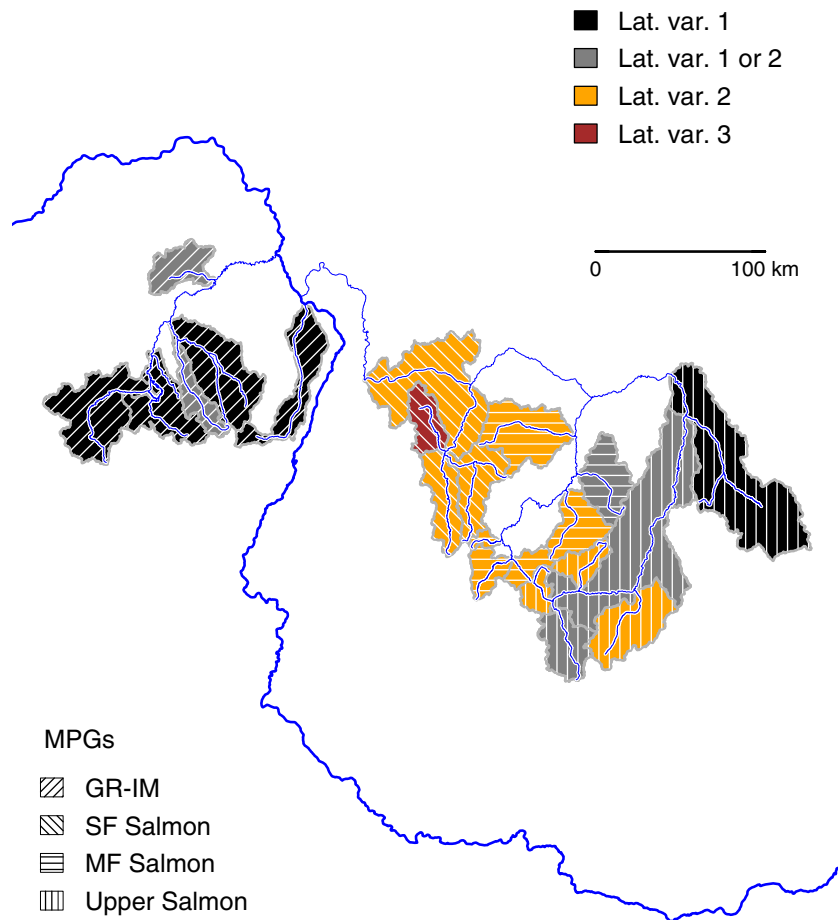 Lat. var. 1
Lat. var. 1 or 2
Lat. var. 2
Lat. var. 3
0 100 km
MPGs
GR-IM
SF Salmon
MF Salmon
Upper Salmon